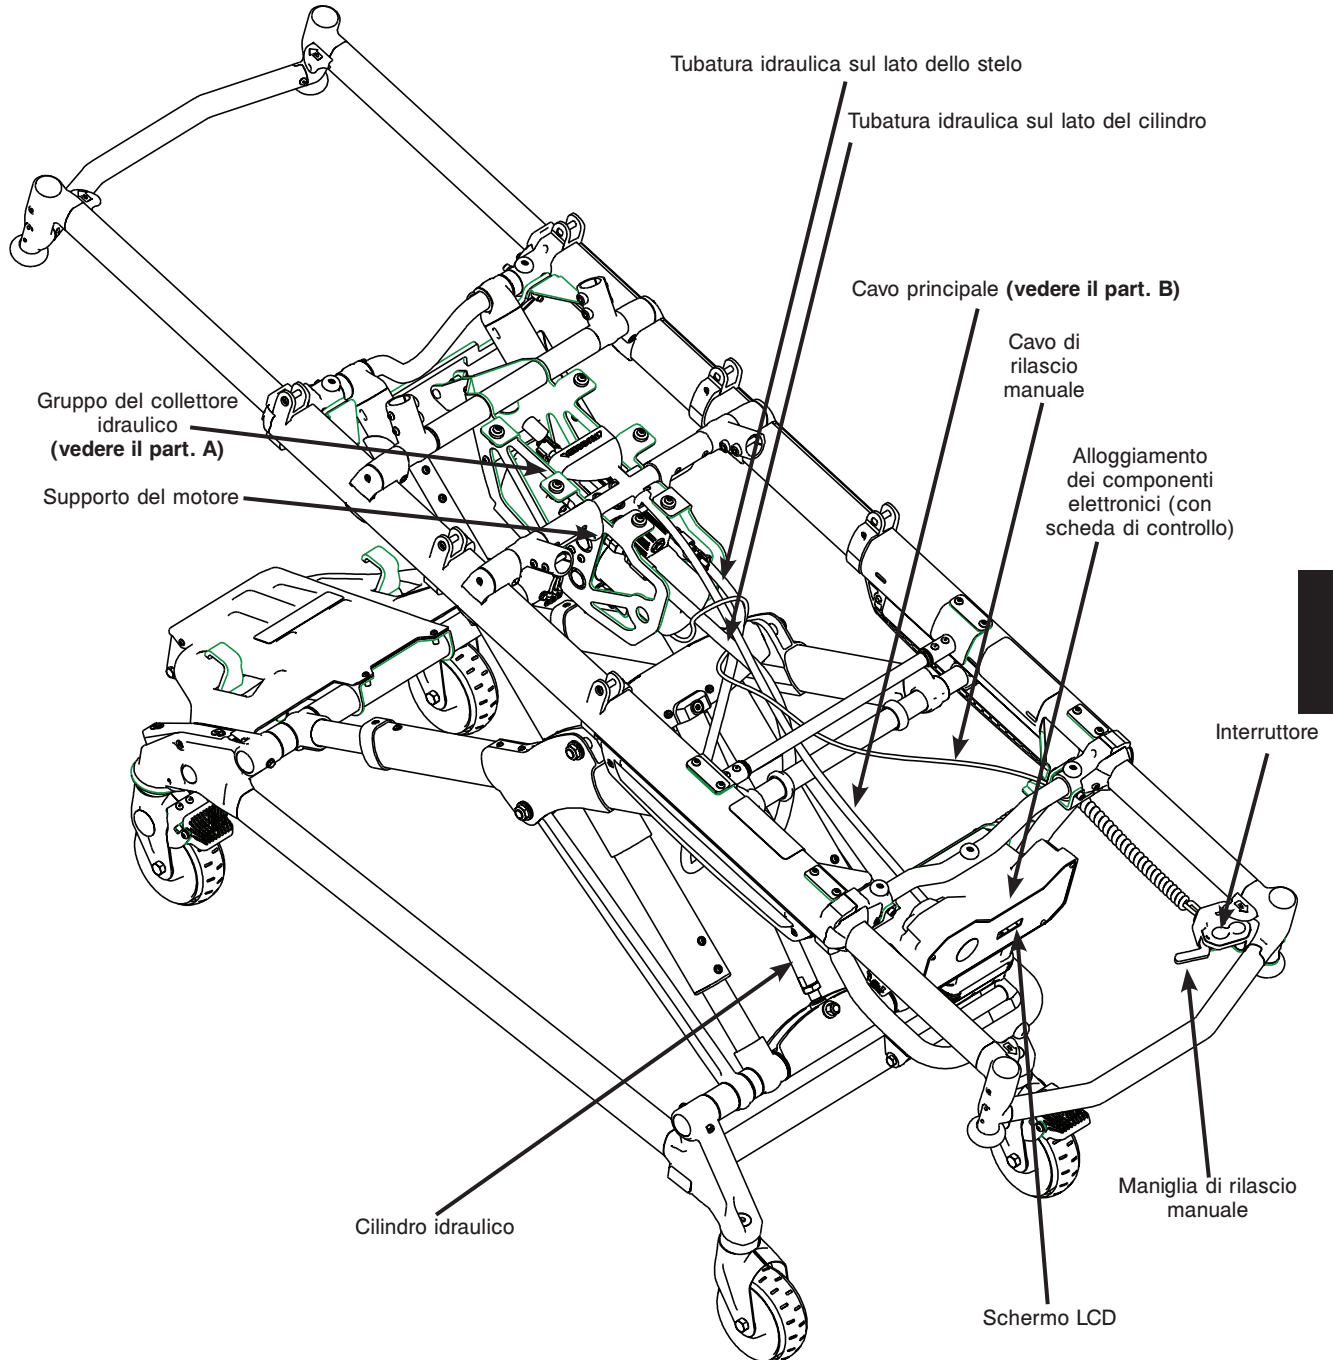 Tubatura idraulica sul lato dello stelo
Tubatura idraulica sul lato del cilindro
Cavo principale (vedere il part. B)
Cavo di
rilascio
manuale
Gruppo del collettore
idraulico
(vedere il part. A)
Alloggiamento
dei componenti
elettronici (con
scheda di controllo)
Supporto del motore
Interruttore
Maniglia di rilascio
manuale
Cilindro idraulico
Schermo LCD